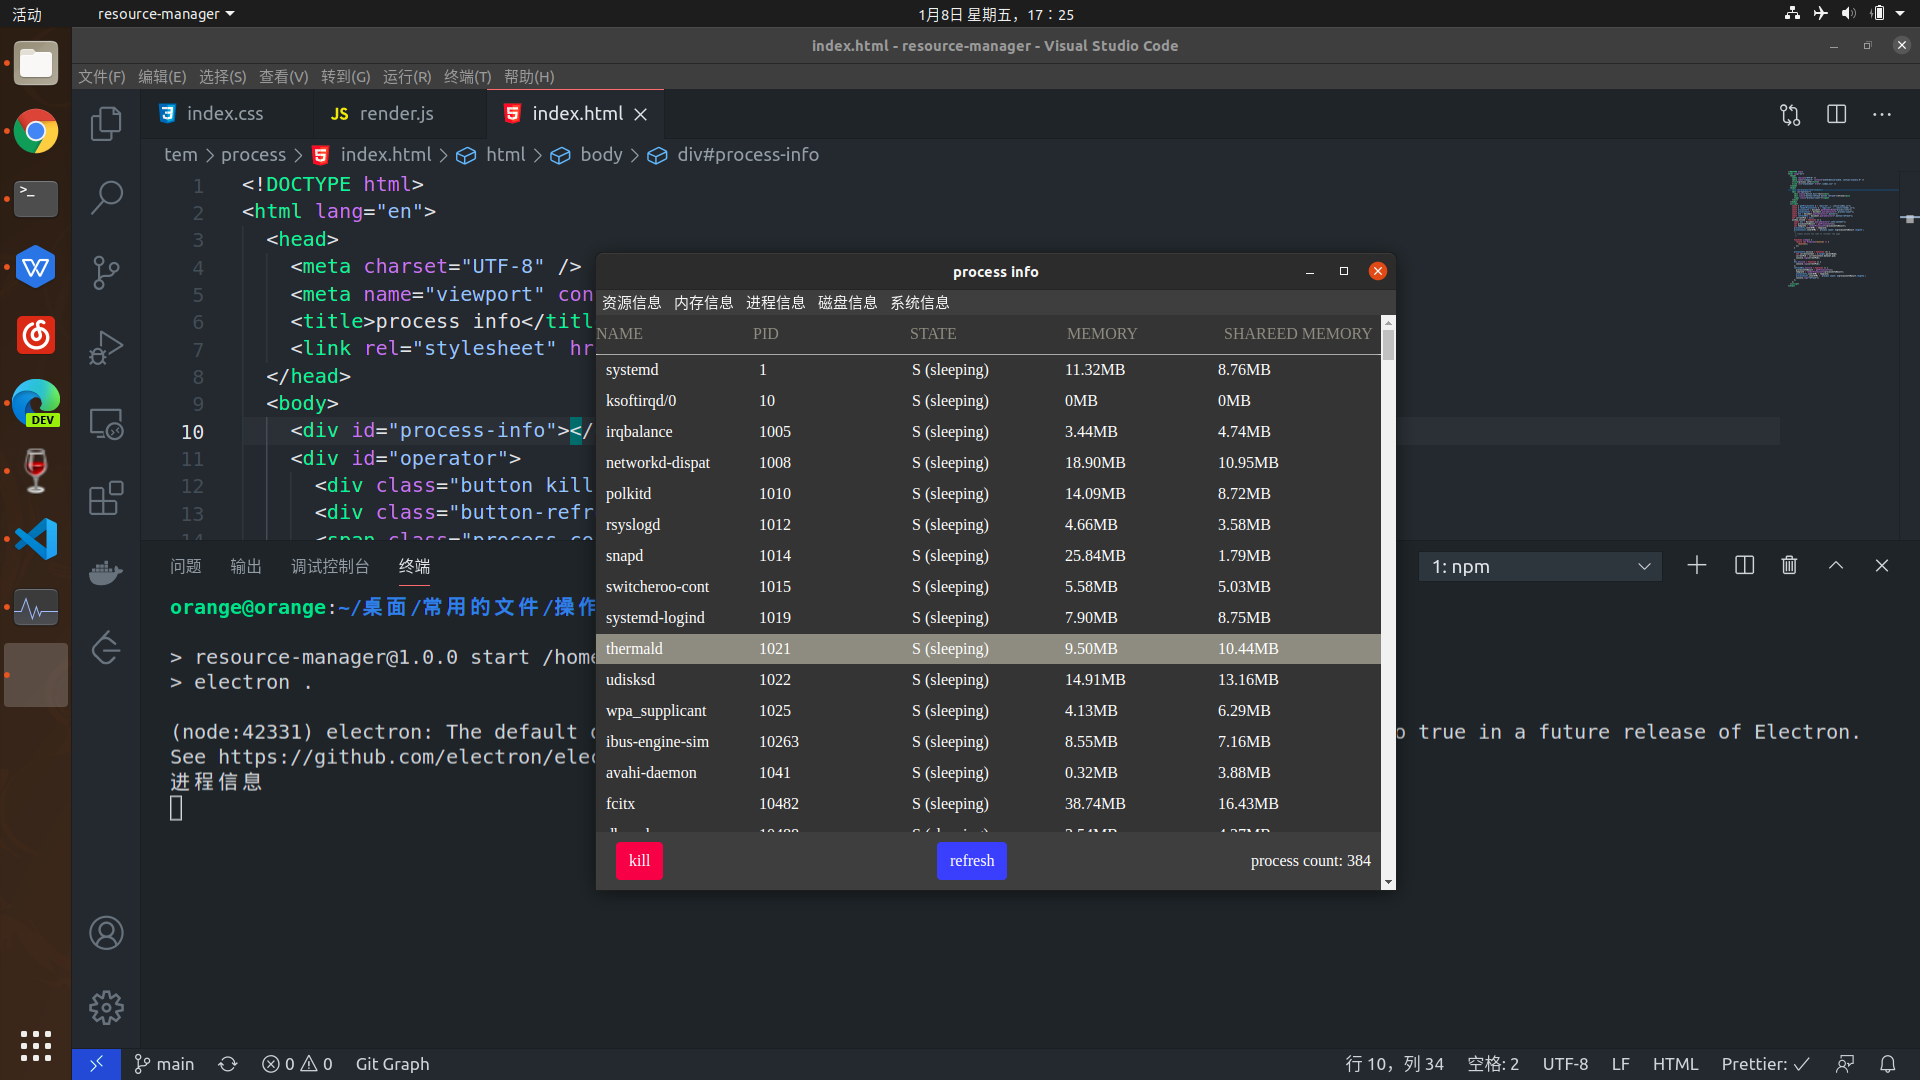 活动
resource-manager
1月8日 星期五，17：25
index.html - resource-manager - Visual Studio Code
文件(F) 编辑(E) 选择(S) 查看(V) 转到(G) 运行(R) 终端(T) 帮助(H)
index.css
JS render.js
index.html
tem > process > index.html > html > body > div#process-info
1 <!DOCTYPE html>
2 <html lang="en">
3 <head>
4 <meta charset="UTF-8" />
5 <meta name="viewport" con
6 <title>process info</titl
7 <link rel="stylesheet" hr
8 </head>
9 <body>
10 <div id="process-info"></
11 <div id="operator">
12 <div class="button kill
13 <div class="button-refr
14 <span class="process-co
DEV
process info
资源信息 内存信息 进程信息 磁盘信息 系统信息
NAME PID STATE MEMORY SHAREED MEMORY
systemd 1 S (sleeping) 11.32MB 8.76MB
ksoftirqd/0 10 S (sleeping) 0MB 0MB
irqbalance 1005 S (sleeping) 3.44MB 4.74MB
networkd-dispat 1008 S (sleeping) 18.90MB 10.95MB
polkitd 1010 S (sleeping) 14.09MB 8.72MB
rsyslogd 1012 S (sleeping) 4.66MB 3.58MB
snapd 1014 S (sleeping) 25.84MB 1.79MB
switcheroo-cont 1015 S (sleeping) 5.58MB 5.03MB
systemd-logind 1019 S (sleeping) 7.90MB 8.75MB
thermald 1021 S (sleeping) 9.50MB 10.44MB
udisksd 1022 S (sleeping) 14.91MB 13.16MB
wpa_supplicant 1025 S (sleeping) 4.13MB 6.29MB
ibus-engine-sim 10263 S (sleeping) 8.55MB 7.16MB
avahi-daemon 1041 S (sleeping) 0.32MB 3.88MB
fcitx 10482 S (sleeping) 38.74MB 16.43MB
kill
refresh
process count: 384
问题 输出 调试控制台 终端
1: npm
orange@orange:~/桌面/常用的文件/操作
> resource-manager@1.0.0 start /home
> electron .
(node:42331) electron: The default o
o true in a future release of Electron.
See https://github.com/electron/elec
进程信息
main
0 0
Git Graph
行 10，列 34
空格: 2
UTF-8
LF
HTML
Prettier: ✓